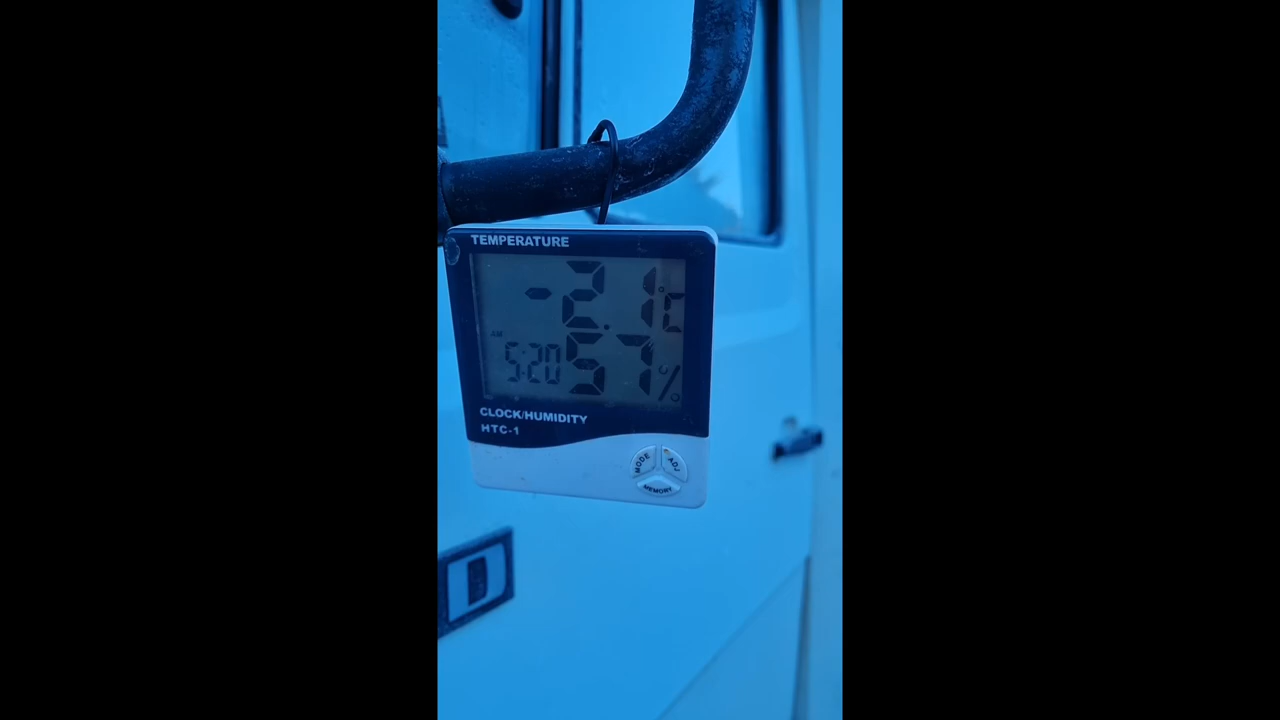 TEMPERATURE
-2.1°C
AM
5:20 57%
CLOCK/HUMIDITY
HTC-1
MODE ADJ
MEMORY